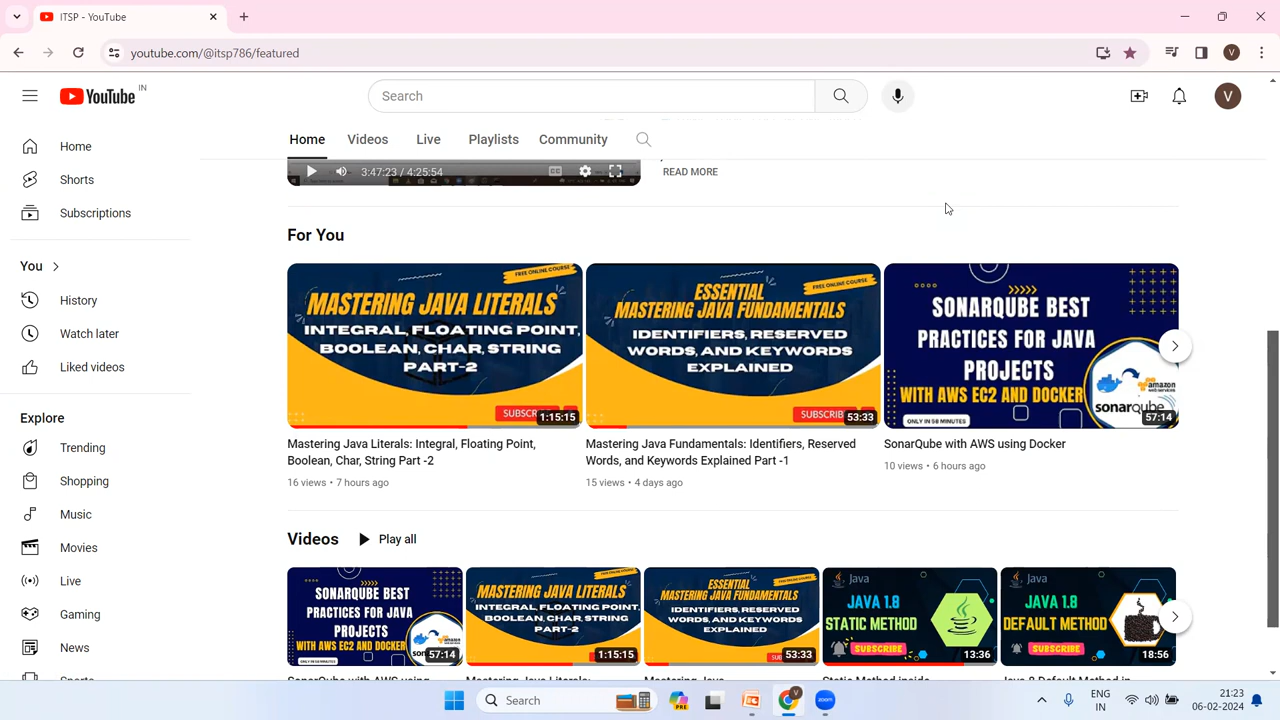 ITSP - YouTube
youtube.com/@itsp786/featured
V
YouTube IN
Search
V
Home Videos Live Playlists Community
Home
Shorts
Subscriptions
You
History
Watch later
Liked videos
Explore
Trending
Shopping
Music
Movies
Live
Gaming
News
3:47:23 / 4:25:54
CC
READ MORE
For You
FREE ONLINE COURSE
MASTERING JAVA LITERALS
INTEGRAL, FLOATING POINT,
BOOLEAN, CHAR, STRING
PART-2
1:15:15
Mastering Java Literals: Integral, Floating Point,
Boolean, Char, String Part -2
16 views • 7 hours ago
FREE ONLINE COURSE
ESSENTIAL
MASTERING JAVA FUNDAMENTALS
IDENTIFIERS, RESERVED
WORDS, AND KEYWORDS
EXPLAINED
53:33
Mastering Java Fundamentals: Identifiers, Reserved
Words, and Keywords Explained Part -1
15 views • 4 days ago
SONARQUBE BEST
PRACTICES FOR JAVA
PROJECTS
WITH AWS EC2 AND DOCKER
ONLY IN 58 MINUTES
docker
amazon
sonarqube
57:14
SonarQube with AWS using Docker
10 views • 6 hours ago
Videos Play all
SONARQUBE BEST
PRACTICES FOR JAVA
PROJECTS
WITH AWS EC2 AND DOCKER
57:14
MASTERING JAVA LITERALS
INTEGRAL, FLOATING POINT,
BOOLEAN, CHAR, STRING
PART-2
1:15:15
ESSENTIAL
MASTERING JAVA FUNDAMENTALS
IDENTIFIERS, RESERVED
WORDS, AND KEYWORDS
EXPLAINED
53:33
Java
JAVA 1.8
STATIC METHOD
SUBSCRIBE
13:36
Java
JAVA 1.8
DEFAULT METHOD
SUBSCRIBE
18:56
Search
PRE
zoom
ENG
IN
21:23
06-02-2024